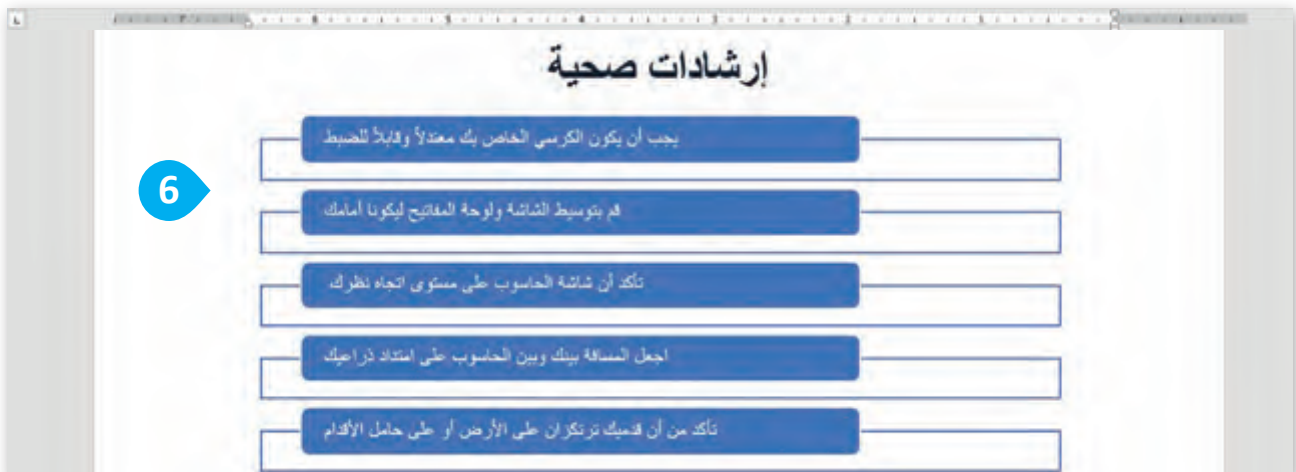 إرشادات صحية
يجب أن يكون الكرسي الخاص بك معتدلاً وقابلاً للضبط
6
قم بتوسيط الشاشة ولوحة المفاتيح ليكونا أمامك
تأكد أن شاشة الحاسوب على مستوى اتجاه نظرك
اجعل المسافة بينك وبين الحاسوب على امتداد ذراعيك
تأكد من أن قدميك ترتكزان على الأرض أو على حامل الأقدام